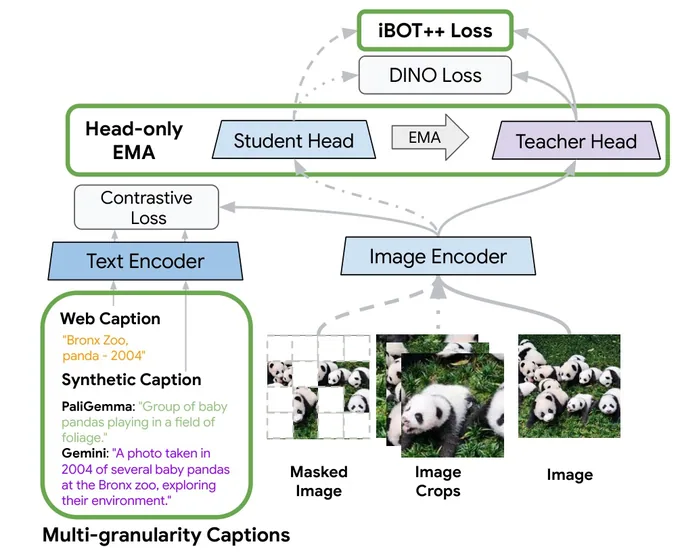 iBOT++ Loss
DINO Loss
Head-only
EMA
Student Head
EMA
Teacher Head
Contrastive
Loss
Text Encoder
Image Encoder
Web Caption
"Bronx Zoo,
panda - 2004"
Synthetic Caption
PaliGemma: "Group of baby
pandas playing in a field of
foliage."
Gemini: "A photo taken in
2004 of several baby pandas
at the Bronx zoo, exploring
their environment."
Masked
Image
Image
Crops
Image
Multi-granularity Captions